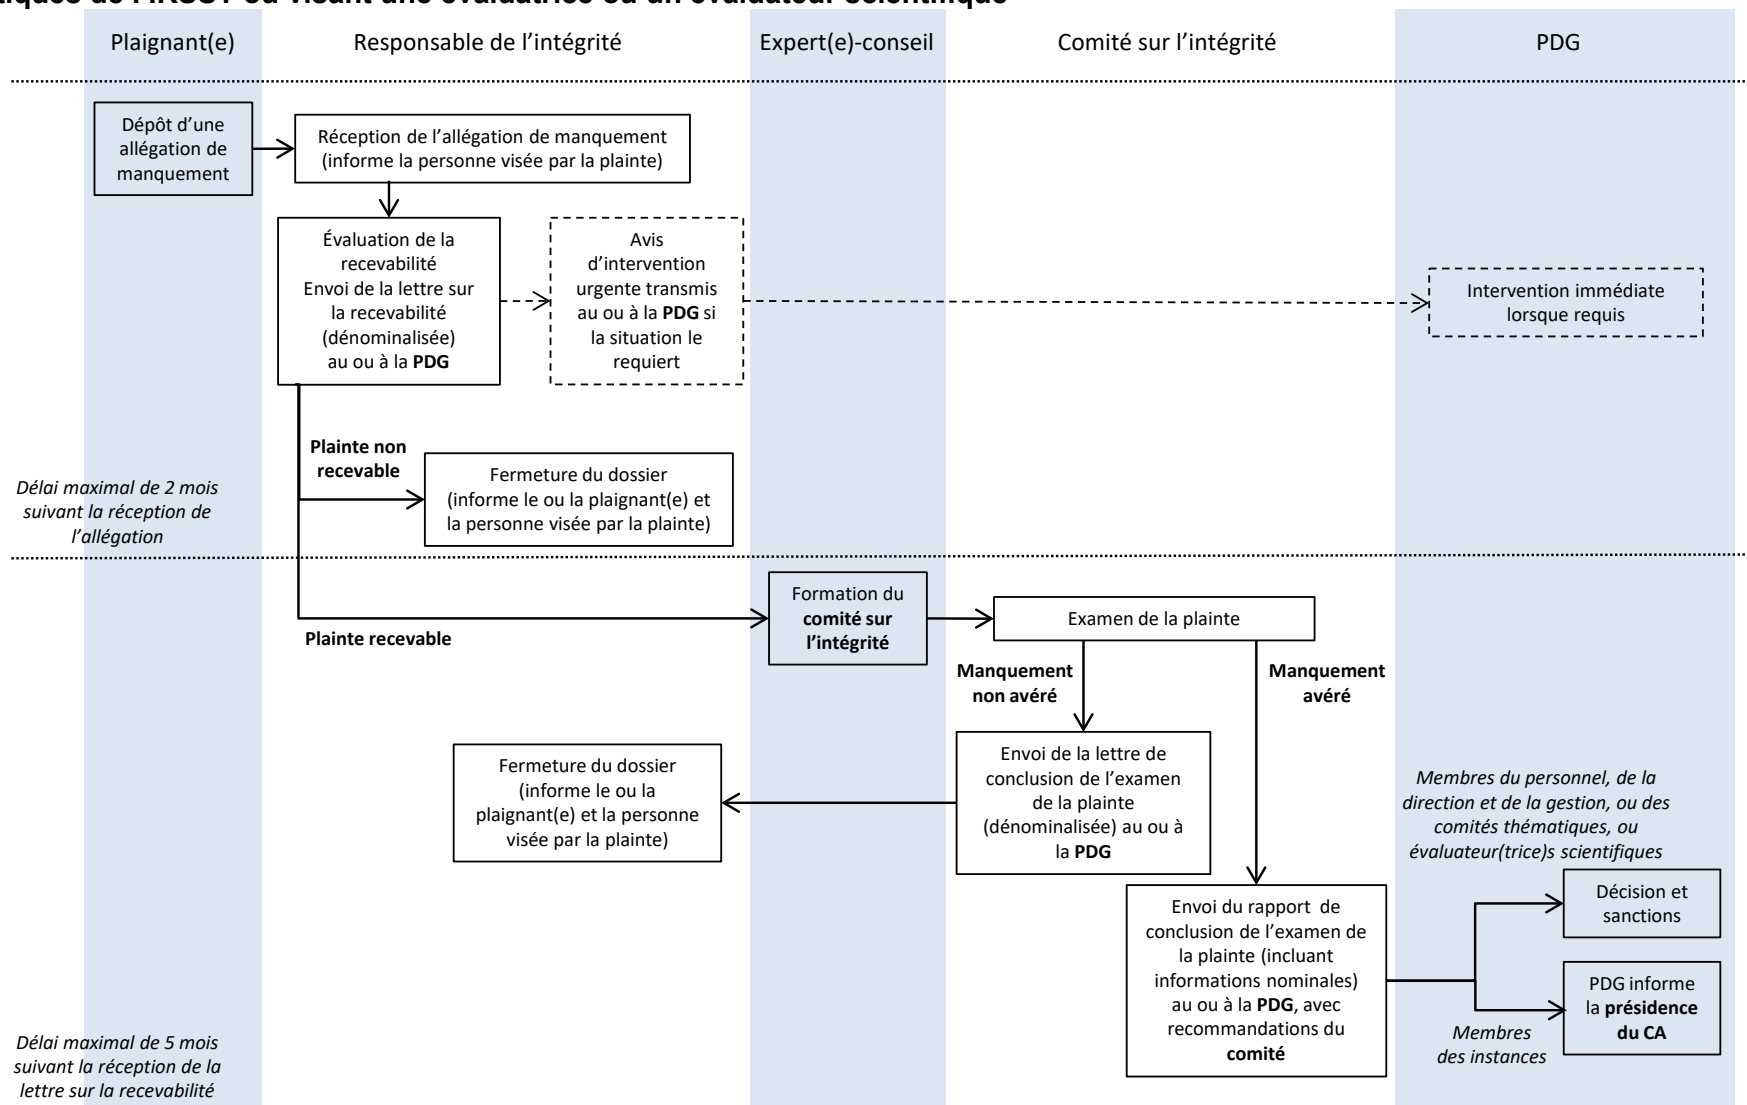 Plaignant(e)
Responsable de l’intégrité
Expert(e)-conseil
Comité sur l’intégrité
PDG
Dépôt d’une
allégation de
manquement
Réception de l’allégation de manquement
(informe la personne visée par la plainte)
Évaluation de la
recevabilité
Envoi de la lettre sur
la recevabilité
(dénominalisée)
au ou à la PDG
Avis
d’intervention
urgente transmis
au ou à la PDG si
la situation le
requiert
Intervention immédiate
lorsque requis
Plainte non
recevable
Fermeture du dossier
(informe le ou la plaignant(e) et
la personne visée par la plainte)
Délai maximal de 2 mois
suivant la réception de
l’allégation
Plainte recevable
Formation du
comité sur
l’intégrité
Examen de la plainte
Manquement
non avéré
Manquement
avéré
Envoi de la lettre de
conclusion de l’examen
de la plainte
(dénominalisée) au ou à
la PDG
Fermeture du dossier
(informe le ou la
plaignant(e) et la personne
visée par la plainte)
Membres du personnel, de la
direction et de la gestion, ou des
comités thématiques, ou
évaluateur(trice)s scientifiques
Envoi du rapport de
conclusion de l’examen de
la plainte (incluant
informations nominales)
au ou à la PDG, avec
recommandations du
comité
Décision et
sanctions
PDG informe
la présidence
du CA
Membres
des instances
Délai maximal de 5 mois
suivant la réception de la
lettre sur la recevabilité